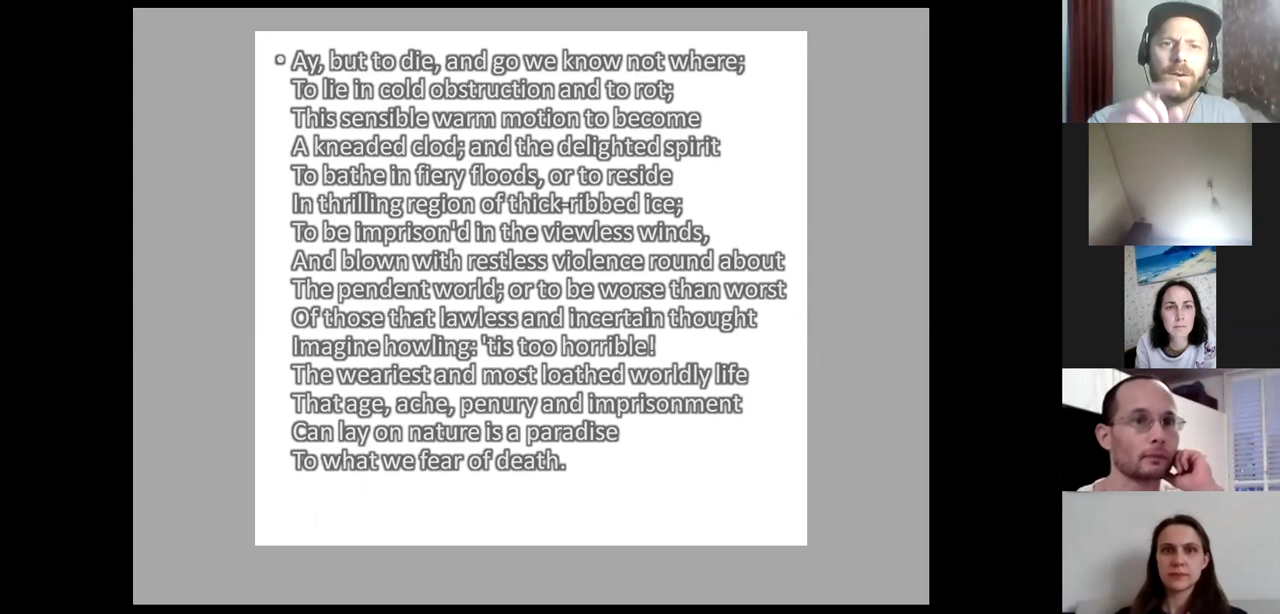 • Ay, but to die, and go we know not where;
To lie in cold obstruction and to rot;
This sensible warm motion to become
A kneaded clod; and the delighted spirit
To bathe in fiery floods, or to reside
In thrilling region of thick-ribbed ice;
To be imprison'd in the viewless winds,
And blown with restless violence round about
The pendent world; or to be worse than worst
Of those that lawless and incertain thought
Imagine howling: 'tis too horrible!
The weariest and most loathed worldly life
That age, ache, penury and imprisonment
Can lay on nature is a paradise
To what we fear of death.